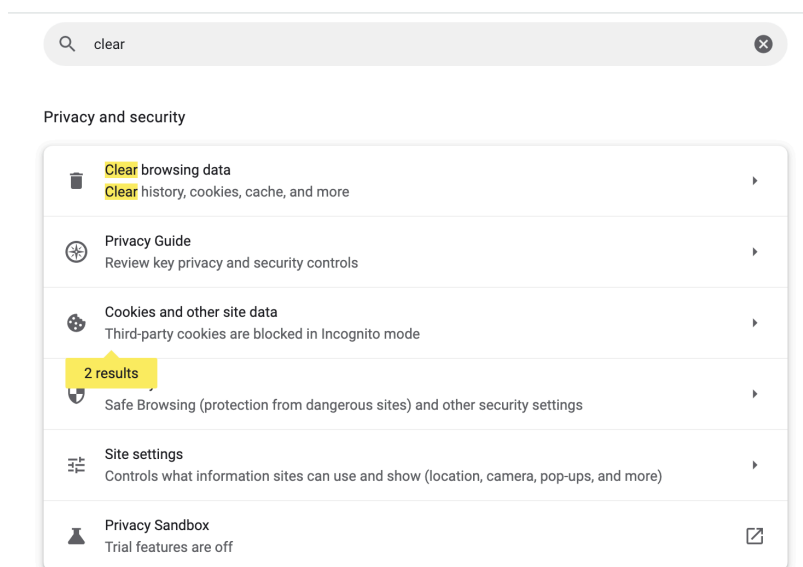 clear
Privacy and security
Clear browsing data
Clear history, cookies, cache, and more
Privacy Guide
Review key privacy and security controls
Cookies and other site data
Third-party cookies are blocked in Incognito mode
2 results
Safe Browsing (protection from dangerous sites) and other security settings
Site settings
Controls what information sites can use and show (location, camera, pop-ups, and more)
Privacy Sandbox
Trial features are off